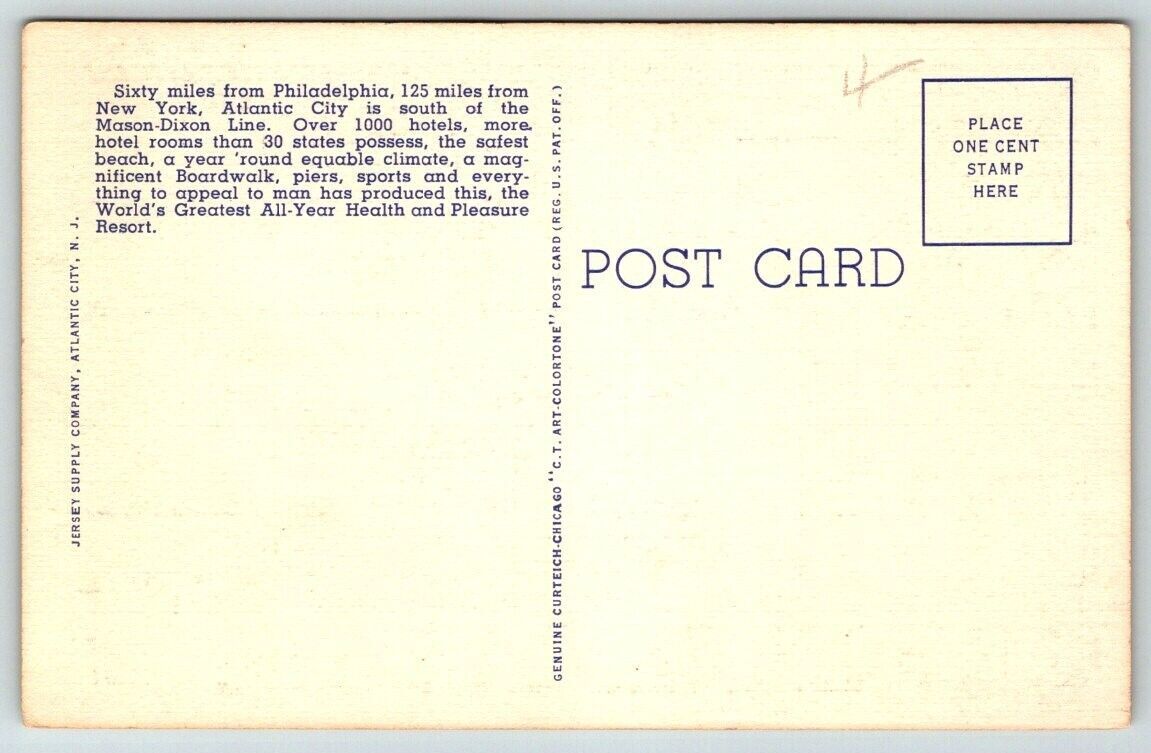 Sixty miles from Philadelphia, 125 miles from
New York, Atlantic City is south of the
Mason-Dixon Line. Over 1000 hotels, more
hotel rooms than 30 states possess, the safest
beach, a year 'round equable climate, a mag-
nificent Boardwalk, piers, sports and every-
thing to appeal to man has produced this, the
World's Greatest All-Year Health and Pleasure
Resort.
JERSEY SUPPLY COMPANY, ATLANTIC CITY, N. J.
GENUINE CURTEICH-CHICAGO "C.T. ART-COLORTONE" POST CARD (REG. U.S. PAT. OFF.)
4
POST CARD
PLACE
ONE CENT
STAMP
HERE